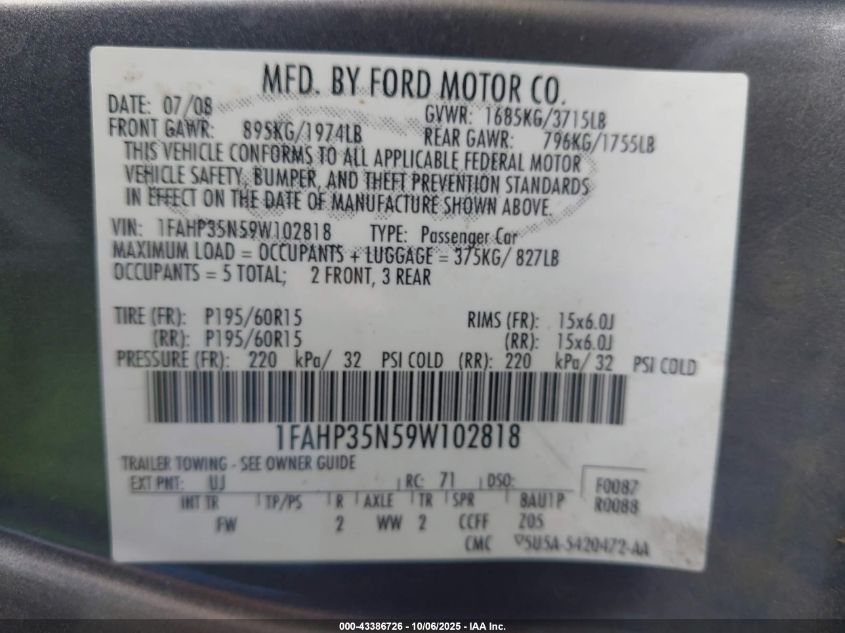 MFD. BY FORD MOTOR CO.
DATE: 07/08 GVWR: 1685KG/3715LB
FRONT GAWR: 895KG/1974LB REAR GAWR: 796KG/1755LB
THIS VEHICLE CONFORMS TO ALL APPLICABLE FEDERAL MOTOR
VEHICLE SAFETY, BUMPER, AND THEFT PREVENTION STANDARDS
IN EFFECT ON THE DATE OF MANUFACTURE SHOWN ABOVE.
VIN: 1FAHP35N59W102818 TYPE: Passenger Car
MAXIMUM LOAD = OCCUPANTS + LUGGAGE = 375KG/ 827LB
OCCUPANTS = 5 TOTAL; 2 FRONT, 3 REAR
TIRE (FR): P195/60R15 RIMS (FR): 15x6.0J
(RR): P195/60R15 (RR): 15x6.0J
PRESSURE (FR): 220 kPa/ 32 PSI COLD (RR): 220 kPa/ 32 PSI COLD
1FAHP35N59W102818
TRAILER TOWING - SEE OWNER GUIDE
EXT PNT: UJ RC: 71 DSO: F0087
INT TR TP/PS R AXLE TR SPR 8AU1P R0088
FW 2 WW 2 CCFF Z05
CMC 5U5A-5420472-AA
000-43386726 - 10/06/2025 - IAA Inc.